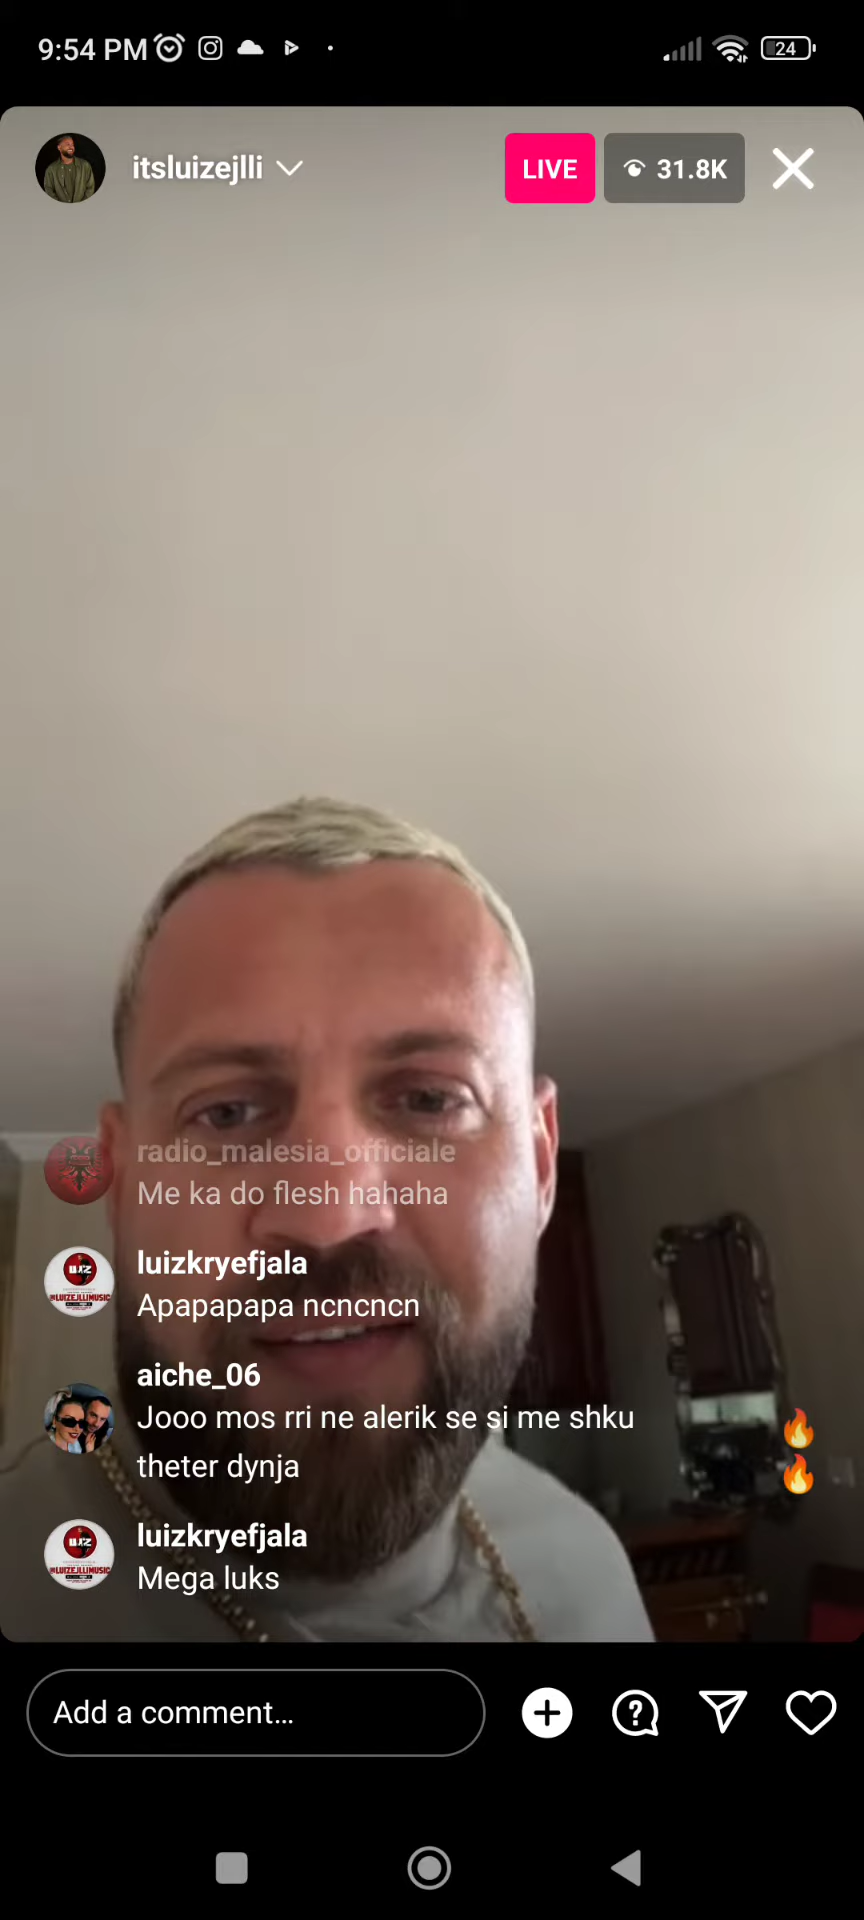 9:54 PM
24
itsluizejlli
LIVE
31.8K
radio_malesia_officiale
Me ka do flesh hahaha
luizkryefjala
Apapapapa ncncncn
aiche_06
Jooo mos rri ne alerik se si me shku
theter dynja
luizkryefjala
Mega luks
Add a comment...